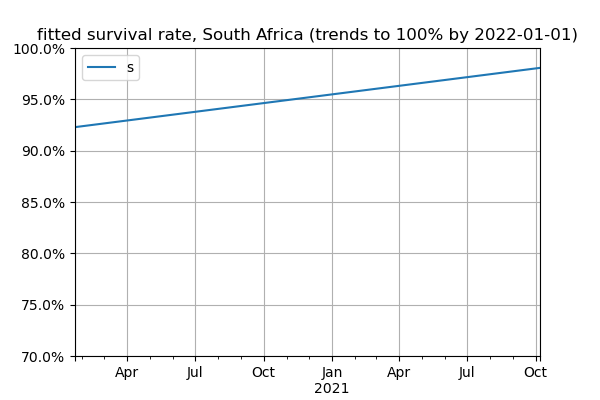 fitted survival rate, South Africa (trends to 100% by 2022-01-01)
100.0%
s
95.0%
90.0%
85.0%
80.0%
75.0%
70.0%
Apr Jul Oct Jan Apr Jul Oct
2021